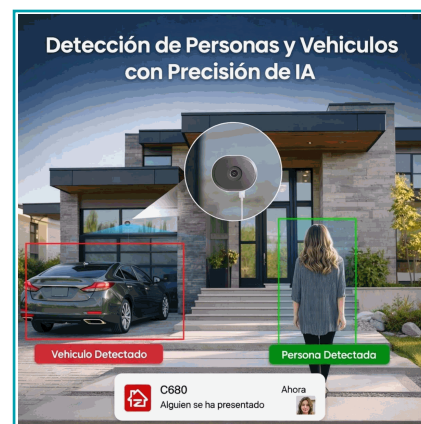 Detección de Personas y Vehiculos
con Precisión de IA
Vehiculo Detectado
Persona Detectada
C680
Ahora
Alguien se ha presentado